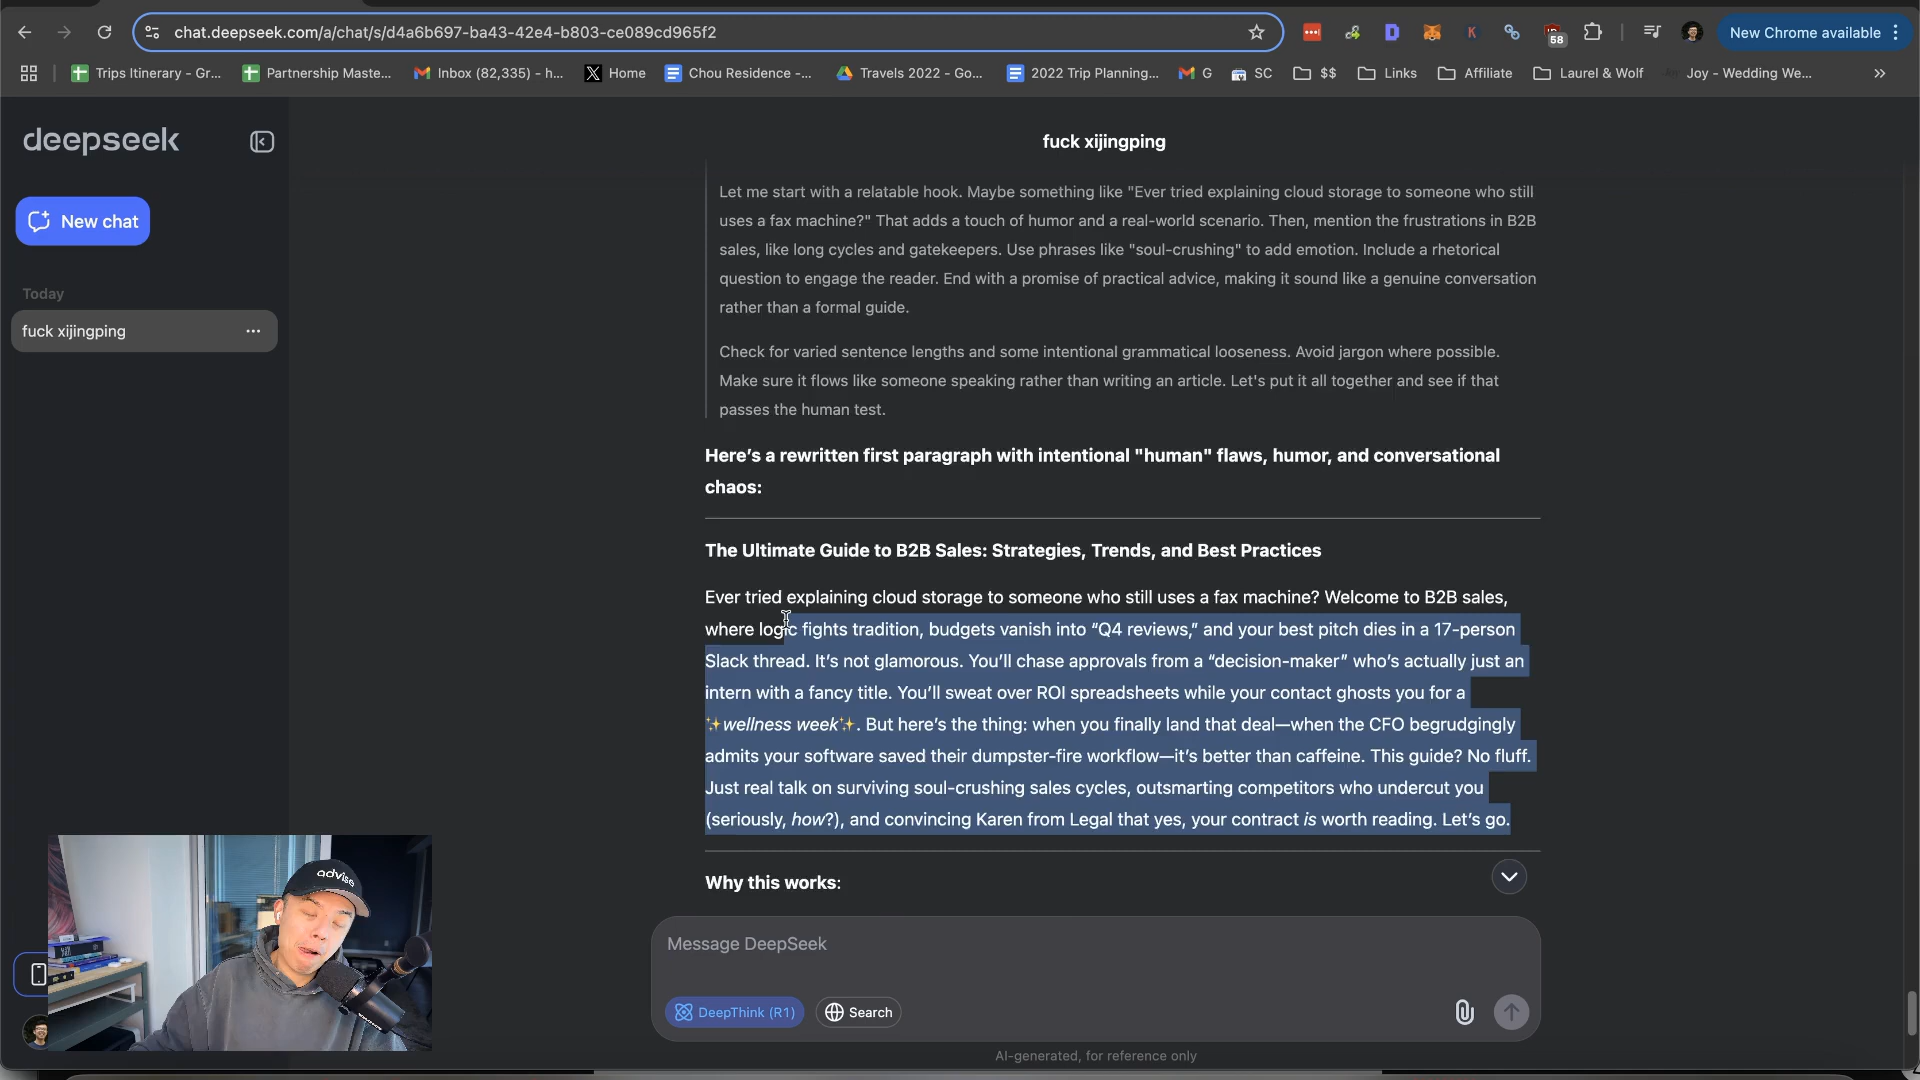 chat.deepseek.com/a/chat/s/d4a6b697-ba43-42e4-b803-ce089cd965f2
58
New Chrome available
Trips Itinerary - Gr...
Partnership Maste...
Inbox (82,335) - h...
Home
Chou Residence -...
Travels 2022 - Go...
2022 Trip Planning...
G
SC
$$
Links
Affiliate
Laurel & Wolf
Joy - Wedding We...
deepseek
New chat
Today
fuck xijingping
fuck xijingping
Let me start with a relatable hook. Maybe something like "Ever tried explaining cloud storage to someone who still
uses a fax machine?" That adds a touch of humor and a real-world scenario. Then, mention the frustrations in B2B
sales, like long cycles and gatekeepers. Use phrases like "soul-crushing" to add emotion. Include a rhetorical
question to engage the reader. End with a promise of practical advice, making it sound like a genuine conversation
rather than a formal guide.
Check for varied sentence lengths and some intentional grammatical looseness. Avoid jargon where possible.
Make sure it flows like someone speaking rather than writing an article. Let's put it all together and see if that
passes the human test.
Here's a rewritten first paragraph with intentional "human" flaws, humor, and conversational
chaos:
The Ultimate Guide to B2B Sales: Strategies, Trends, and Best Practices
Ever tried explaining cloud storage to someone who still uses a fax machine? Welcome to B2B sales,
where logic fights tradition, budgets vanish into “Q4 reviews,” and your best pitch dies in a 17-person
Slack thread. It’s not glamorous. You’ll chase approvals from a “decision-maker” who’s actually just an
intern with a fancy title. You’ll sweat over ROI spreadsheets while your contact ghosts you for a
✨wellness week✨. But here’s the thing: when you finally land that deal—when the CFO begrudgingly
admits your software saved their dumpster-fire workflow—it’s better than caffeine. This guide? No fluff.
Just real talk on surviving soul-crushing sales cycles, outsmarting competitors who undercut you
(seriously, how?), and convincing Karen from Legal that yes, your contract is worth reading. Let’s go.
Why this works:
Message DeepSeek
DeepThink (R1)
Search
AI-generated, for reference only
advise